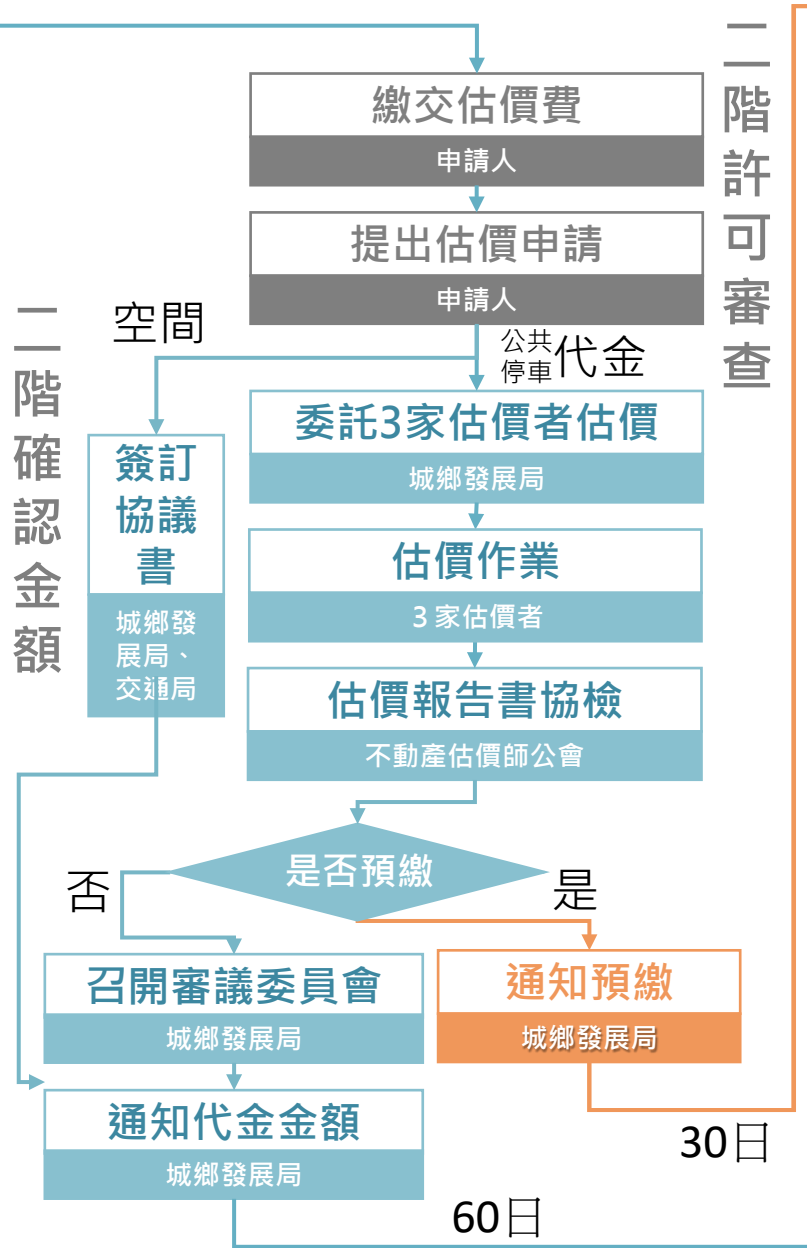 二階許可審查
繳交估價費
申請人
提出估價申請
申請人
二階確認金額
空間
公共
停車
代金
簽訂
協議
書
城鄉發
展局、
交通局
委託3家估價者估價
城鄉發展局
估價作業
3 家估價者
估價報告書協檢
不動產估價師公會
是否預繳
否
是
召開審議委員會
城鄉發展局
通知預繳
城鄉發展局
通知代金金額
城鄉發展局
30日
60日